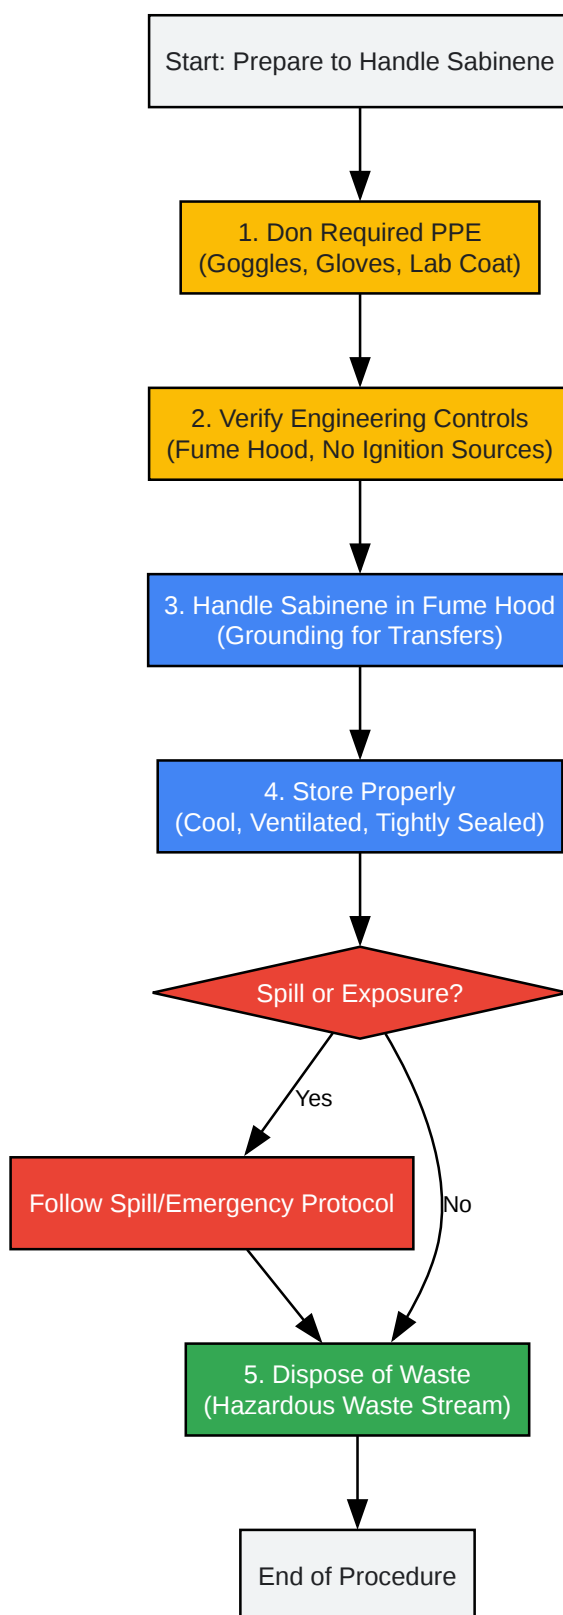 Start: Prepare to Handle Sabinene
1. Don Required PPE
(Goggles, Gloves, Lab Coat)
2. Verify Engineering Controls
(Fume Hood, No Ignition Sources)
3. Handle Sabinene in Fume Hood
(Grounding for Transfers)
4. Store Properly
(Cool, Ventilated, Tightly Sealed)
Spill or Exposure?
Yes
Follow Spill/Emergency Protocol
No
5. Dispose of Waste
(Hazardous Waste Stream)
End of Procedure